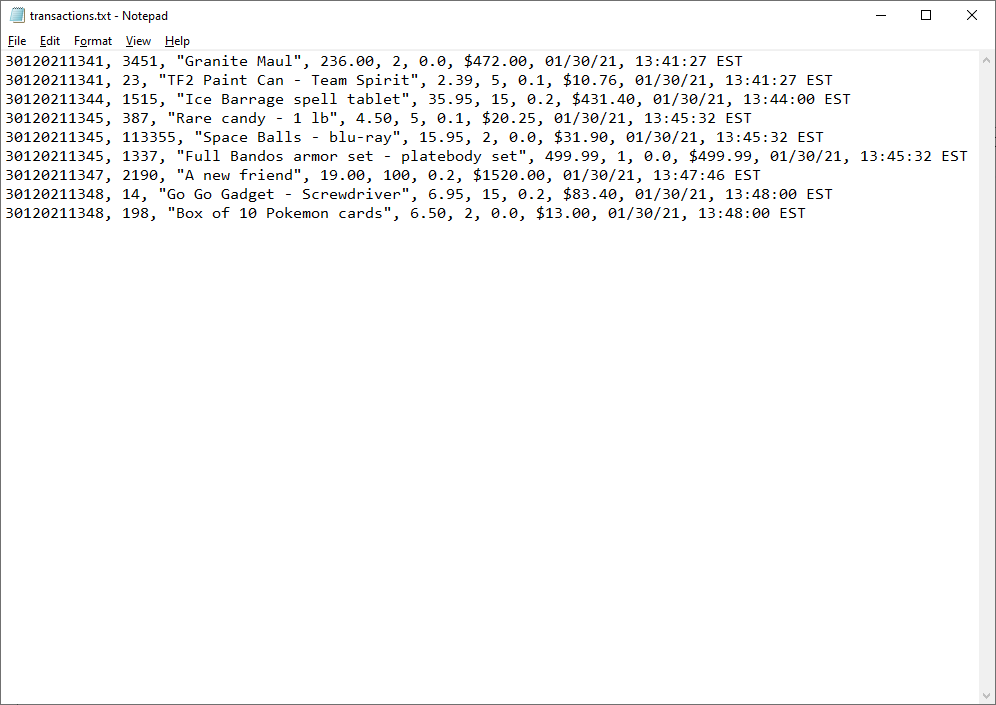 transactions.txt - Notepad
File Edit Format View Help
30120211341, 3451, "Granite Maul", 236.00, 2, 0.0, $472.00, 01/30/21, 13:41:27 EST
30120211341, 23, "TF2 Paint Can - Team Spirit", 2.39, 5, 0.1, $10.76, 01/30/21, 13:41:27 EST
30120211344, 1515, "Ice Barrage spell tablet", 35.95, 15, 0.2, $431.40, 01/30/21, 13:44:00 EST
30120211345, 387, "Rare candy - 1 lb", 4.50, 5, 0.1, $20.25, 01/30/21, 13:45:32 EST
30120211345, 113355, "Space Balls - blu-ray", 15.95, 2, 0.0, $31.90, 01/30/21, 13:45:32 EST
30120211345, 1337, "Full Bandos armor set - platebody set", 499.99, 1, 0.0, $499.99, 01/30/21, 13:45:32 EST
30120211347, 2190, "A new friend", 19.00, 100, 0.2, $1520.00, 01/30/21, 13:47:46 EST
30120211348, 14, "Go Go Gadget - Screwdriver", 6.95, 15, 0.2, $83.40, 01/30/21, 13:48:00 EST
30120211348, 198, "Box of 10 Pokemon cards", 6.50, 2, 0.0, $13.00, 01/30/21, 13:48:00 EST